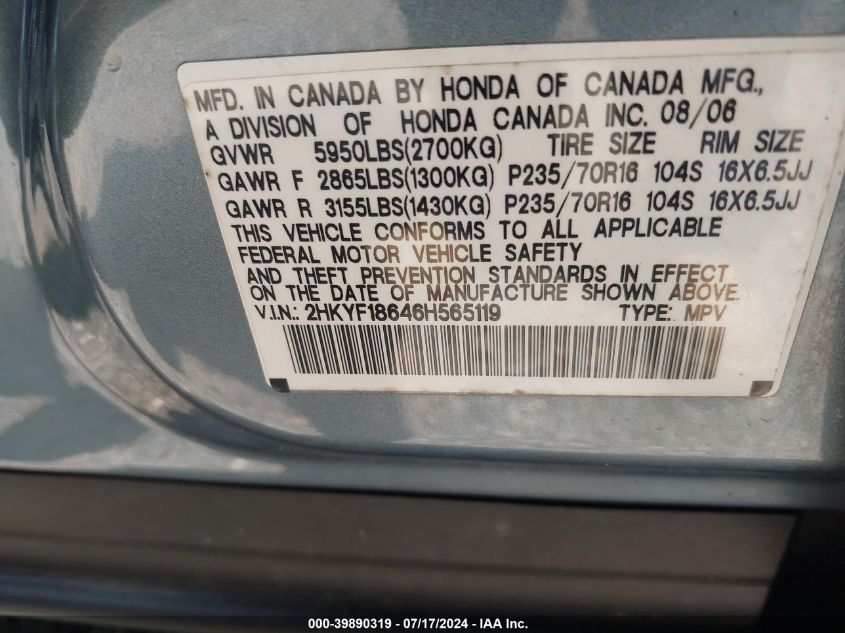 MFD. IN CANADA BY HONDA OF CANADA MFG.,
A DIVISION OF HONDA CANADA INC. 08/06
GVWR 5950LBS(2700KG) TIRE SIZE RIM SIZE
GAWR F 2865LBS(1300KG) P235/70R16 104S 16X6.5JJ
GAWR R 3155LBS(1430KG) P235/70R16 104S 16X6.5JJ
THIS VEHICLE CONFORMS TO ALL APPLICABLE
FEDERAL MOTOR VEHICLE SAFETY
AND THEFT PREVENTION STANDARDS IN EFFECT
ON THE DATE OF MANUFACTURE SHOWN ABOVE.
V.I.N.: 2HKYF18646H565119 TYPE: MPV
000-39890319 / 07/17/2024 - IAA Inc.